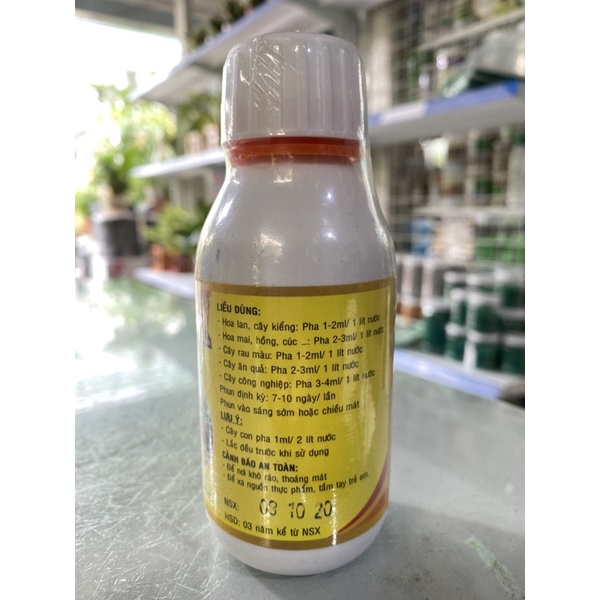 LIỀU DÙNG:
- Hoa lan, cây kiểng: Pha 1-2ml/ 1 lít nước
- Hoa mai, hồng, cúc ...: Pha 2-3ml/ 1 lít nước
- Cây rau màu: Pha 1-2ml/ 1 lít nước
- Cây ăn quả: Pha 2-3ml/ 1 lít nước
- Cây công nghiệp: Pha 3-4ml/ 1 lít nước
Phun định kỳ: 7-10 ngày/ lần
Phun vào sáng sớm hoặc chiều mát
LƯU Ý:
- Cây con pha 1ml/ 2 lít nước
- Lắc đều trước khi sử dụng
CẢNH BÁO AN TOÀN:
- Để nơi khô ráo, thoáng mát
- Để xa nguồn thực phẩm, tầm tay trẻ em.
NSX: 03 10 20
HSD: 03 năm kể từ NSX